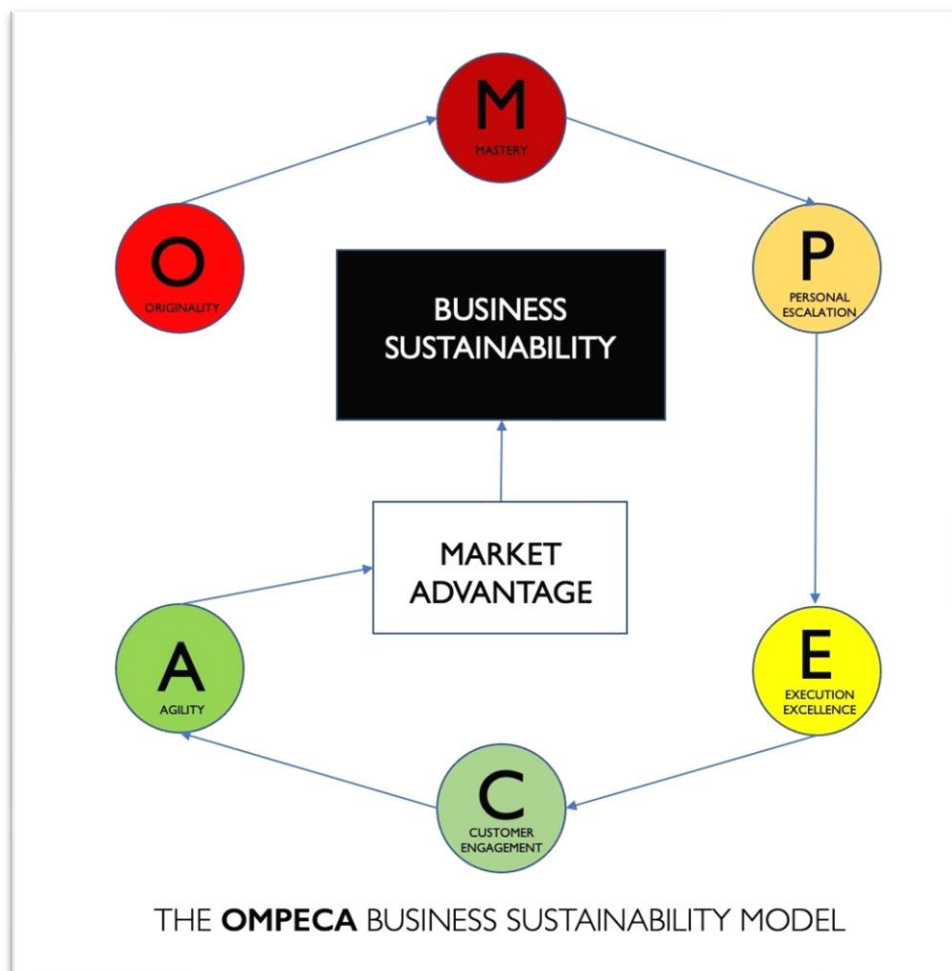 M
MASTERY
O
ORIGINALITY
P
PERSONAL
ESCALATION
BUSINESS
SUSTAINABILITY
MARKET
ADVANTAGE
A
AGILITY
E
EXECUTION
EXCELLENCE
C
CUSTOMER
ENGAGEMENT
THE OMPECA BUSINESS SUSTAINABILITY MODEL